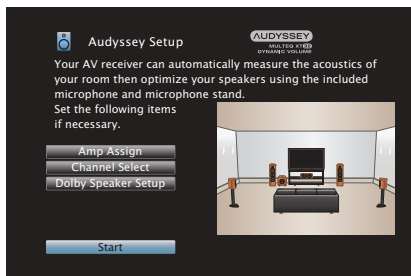 Audyssey Setup
AUDYSSEY
MULTEQ XT32
DYNAMIC VOLUME
Your AV receiver can automatically measure the acoustics of
your room then optimize your speakers using the included
microphone and microphone stand.
Set the following items
if necessary.
Amp Assign
Channel Select
Dolby Speaker Setup
Start